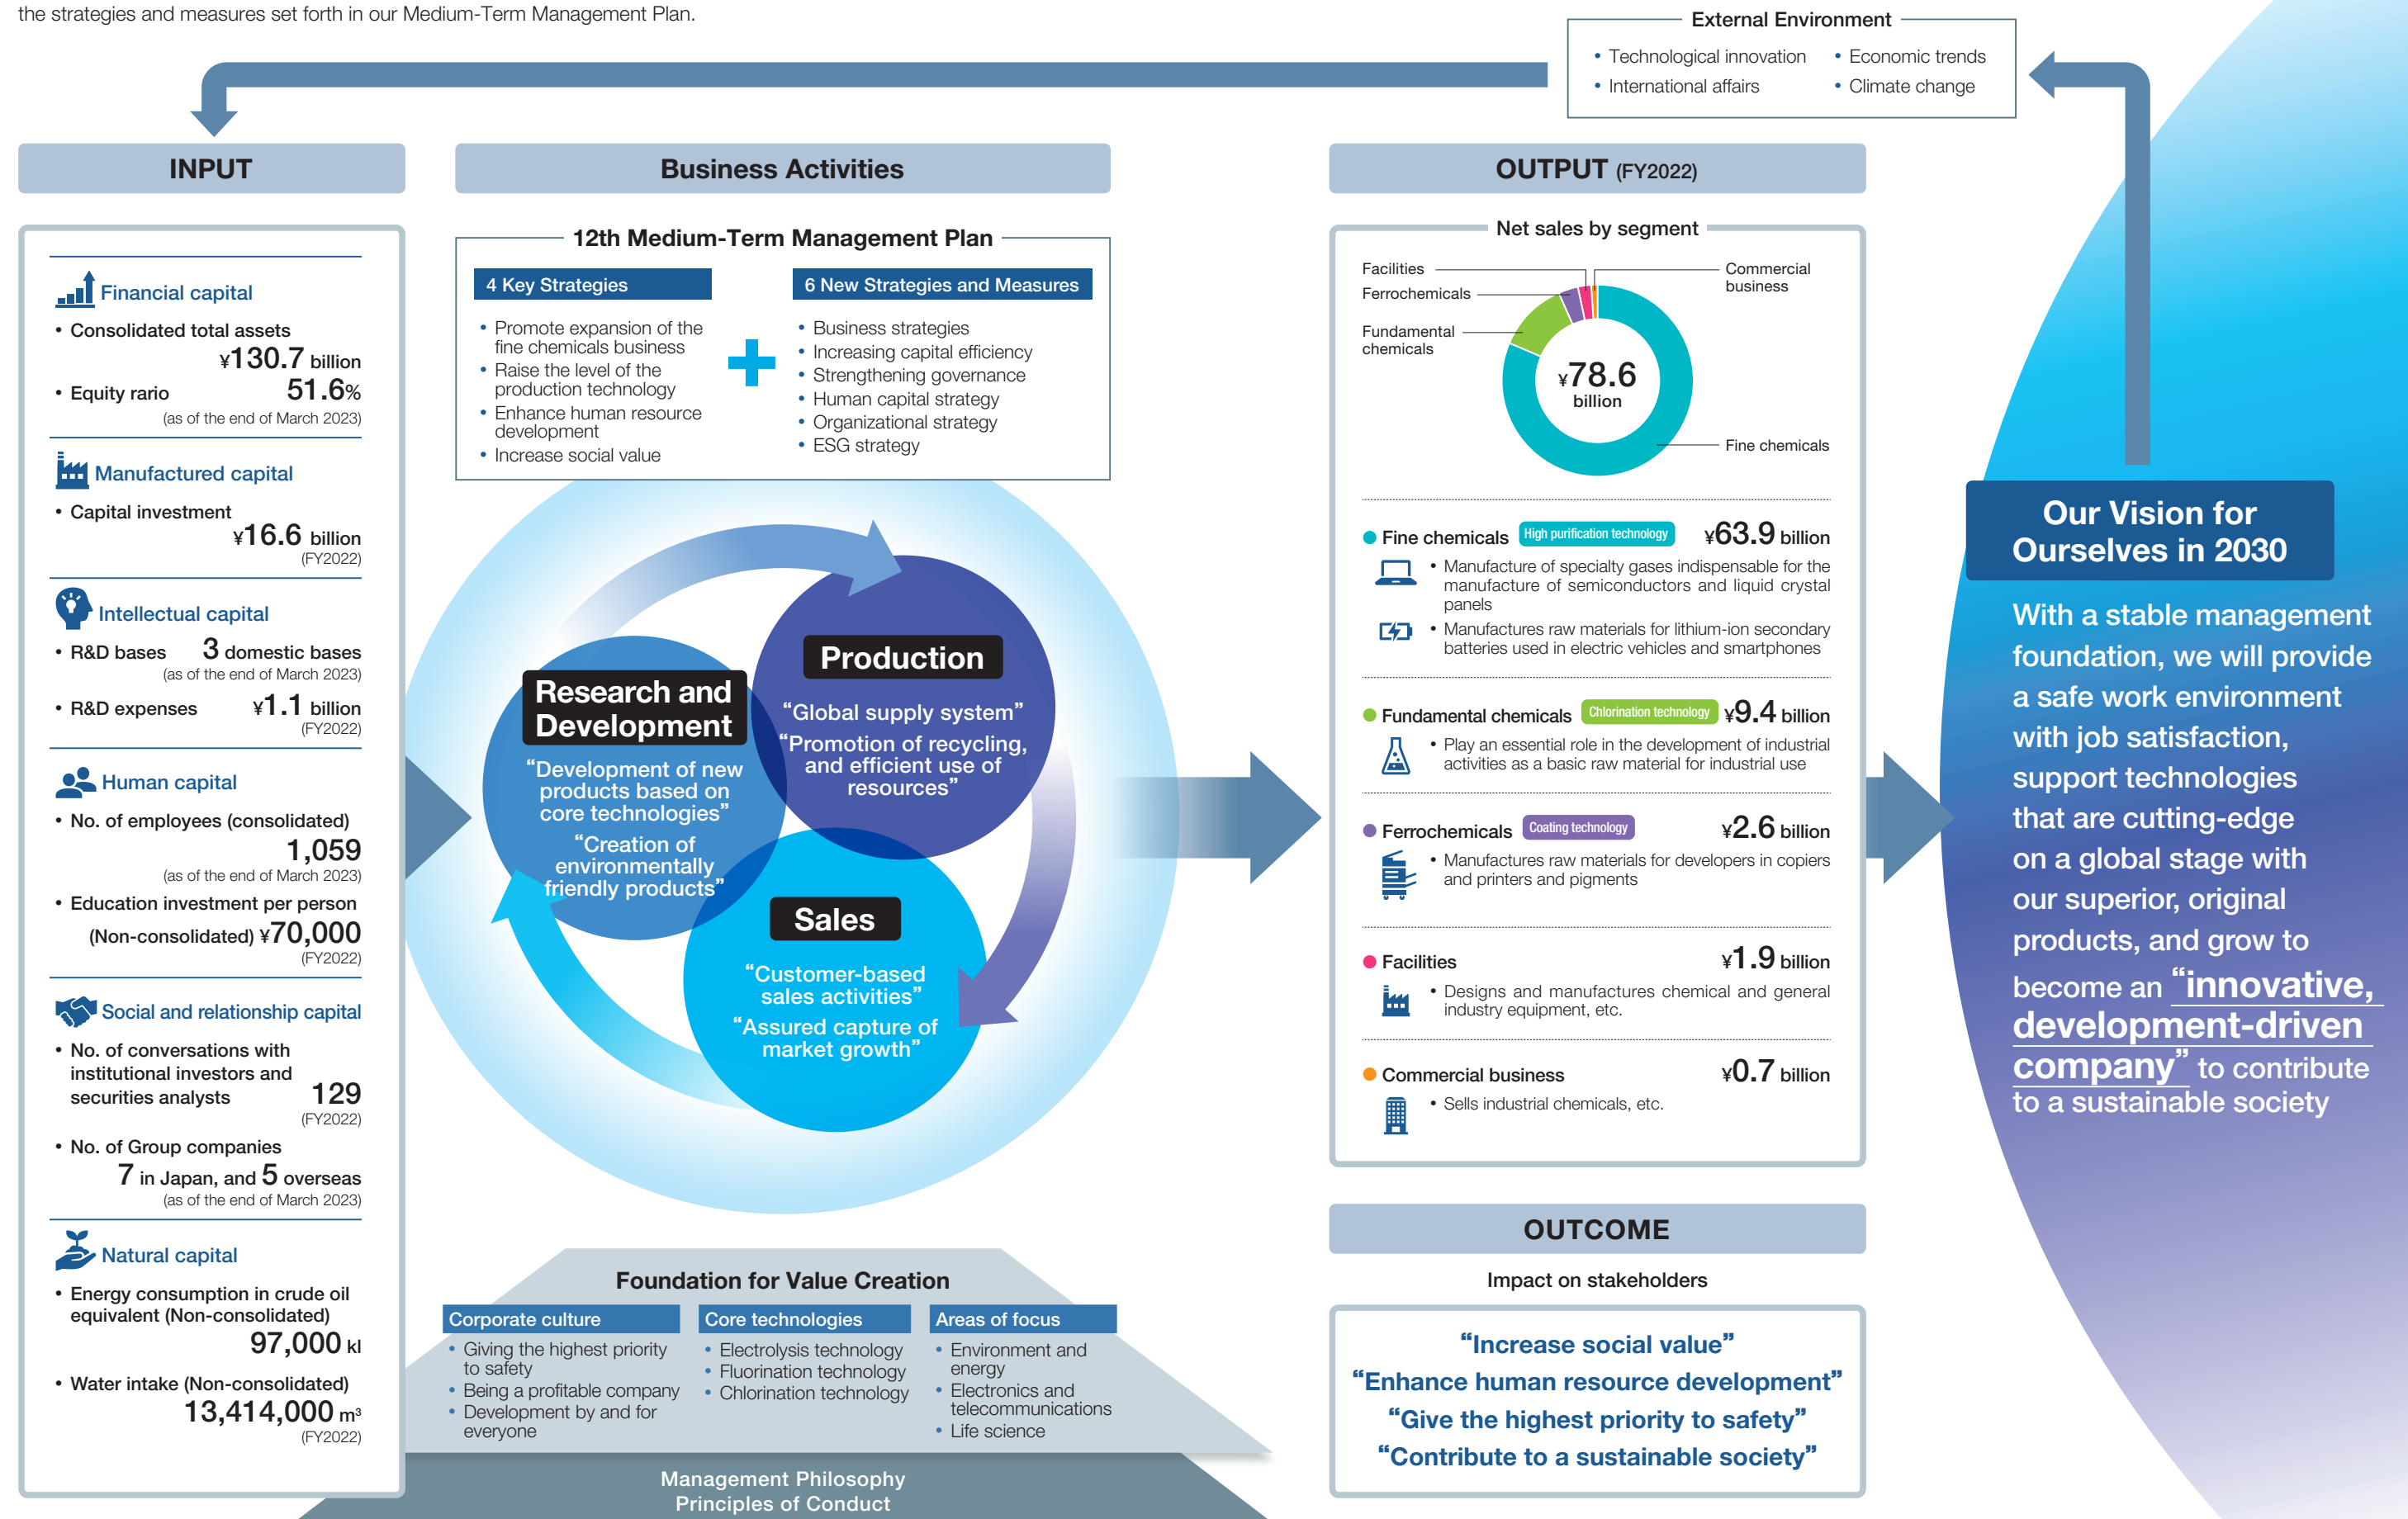 the strategies and measures set forth in our Medium-Term Management Plan.
External Environment
• Technological innovation
• Economic trends
• International affairs
• Climate change
INPUT
Financial capital
• Consolidated total assets
¥130.7 billion
• Equity rario 51.6%
(as of the end of March 2023)
Manufactured capital
• Capital investment
¥16.6 billion
(FY2022)
Intellectual capital
• R&D bases 3 domestic bases
(as of the end of March 2023)
• R&D expenses ¥1.1 billion
(FY2022)
Human capital
• No. of employees (consolidated)
1,059
(as of the end of March 2023)
• Education investment per person
(Non-consolidated) ¥70,000
(FY2022)
Social and relationship capital
• No. of conversations with
institutional investors and
securities analysts 129
(FY2022)
• No. of Group companies
7 in Japan, and 5 overseas
(as of the end of March 2023)
Natural capital
• Energy consumption in crude oil
equivalent (Non-consolidated)
97,000 kl
• Water intake (Non-consolidated)
13,414,000 m³
(FY2022)
Business Activities
12th Medium-Term Management Plan
4 Key Strategies
• Promote expansion of the
fine chemicals business
• Raise the level of the
production technology
• Enhance human resource
development
• Increase social value
6 New Strategies and Measures
• Business strategies
• Increasing capital efficiency
• Strengthening governance
• Human capital strategy
• Organizational strategy
• ESG strategy
Research and
Development
“Development of new
products based on
core technologies”
“Creation of
environmentally
friendly products”
Production
“Global supply system”
“Promotion of recycling,
and efficient use of
resources”
Sales
“Customer-based
sales activities”
“Assured capture of
market growth”
Foundation for Value Creation
Corporate culture
• Giving the highest priority
to safety
• Being a profitable company
• Development by and for
everyone
Core technologies
• Electrolysis technology
• Fluorination technology
• Chlorination technology
Areas of focus
• Environment and
energy
• Electronics and
telecommunications
• Life science
Management Philosophy
Principles of Conduct
OUTPUT (FY2022)
Net sales by segment
Facilities
Ferrochemicals
Fundamental
chemicals
Commercial
business
Fine chemicals
¥78.6
billion
Fine chemicals High purification technology ¥63.9 billion
• Manufacture of specialty gases indispensable for the
manufacture of semiconductors and liquid crystal
panels
• Manufactures raw materials for lithium-ion secondary
batteries used in electric vehicles and smartphones
Fundamental chemicals Chlorination technology ¥9.4 billion
• Play an essential role in the development of industrial
activities as a basic raw material for industrial use
Ferrochemicals Coating technology ¥2.6 billion
• Manufactures raw materials for developers in copiers
and printers and pigments
Facilities ¥1.9 billion
• Designs and manufactures chemical and general
industry equipment, etc.
Commercial business ¥0.7 billion
• Sells industrial chemicals, etc.
OUTCOME
Impact on stakeholders
“Increase social value”
“Enhance human resource development”
“Give the highest priority to safety”
“Contribute to a sustainable society”
Our Vision for
Ourselves in 2030
With a stable management
foundation, we will provide
a safe work environment
with job satisfaction,
support technologies
that are cutting-edge
on a global stage with
our superior, original
products, and grow to
become an “innovative,
development-driven
company” to contribute
to a sustainable society